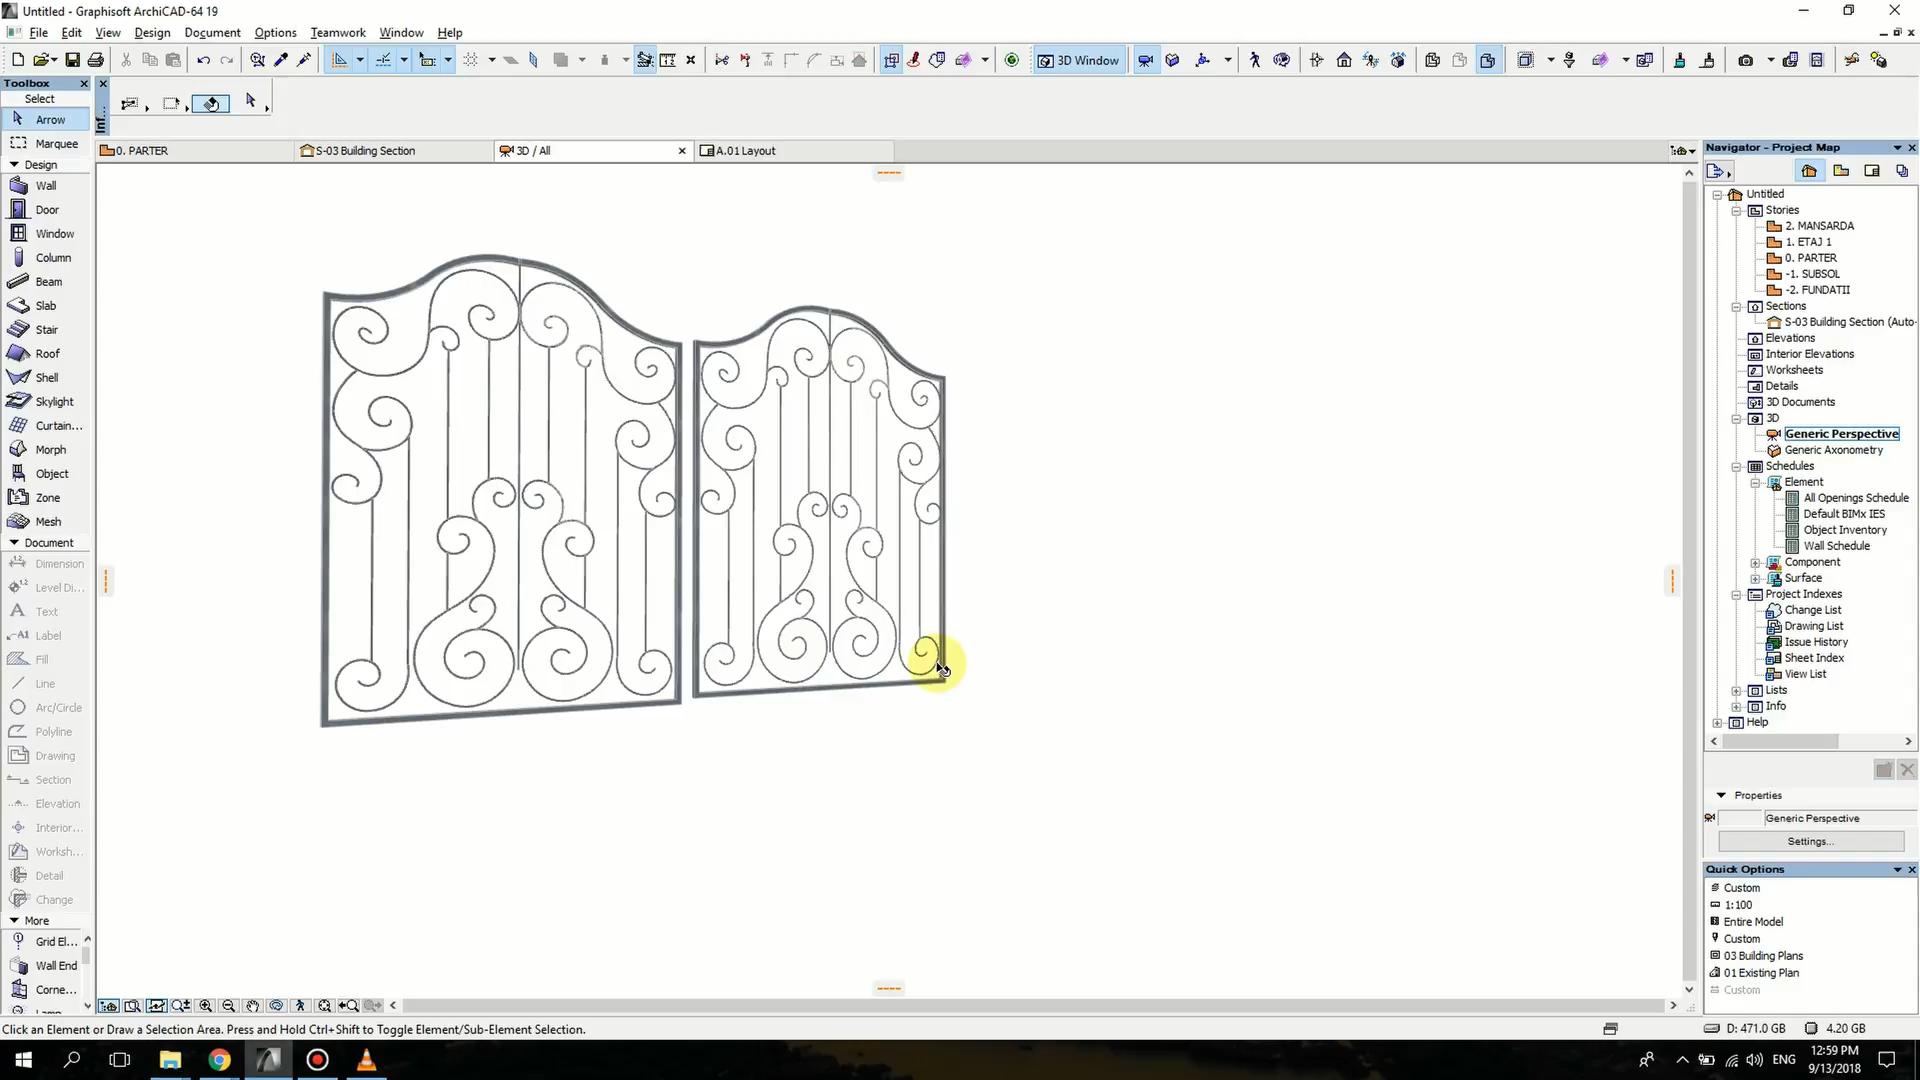 Untitled - Graphisoft ArchiCAD-64 19
File Edit View Design Document Options Teamwork Window Help
3D Window
Toolbox
Select
Arrow
Marquee
Design
Wall
Door
Window
Column
Beam
Slab
Stair
Roof
Shell
Skylight
Curtain...
Morph
Object
Zone
Mesh
Document
Dimension
Level Di...
Text
Label
Fill
Line
Arc/Circle
Polyline
Drawing
Section
Elevation
Interior...
Worksh...
Detail
Change
More
Grid El...
Wall End
Corne...
0. PARTER
S-03 Building Section
3D / All
A.01 Layout
Navigator - Project Map
Untitled
Stories
2. MANSARDA
1. ETAJ 1
0. PARTER
-1. SUBSOL
-2. FUNDATII
Sections
S-03 Building Section (Auto-
Elevations
Interior Elevations
Worksheets
Details
3D Documents
3D
Generic Perspective
Generic Axonometry
Schedules
Element
All Openings Schedule
Default BIMx IES
Object Inventory
Wall Schedule
Component
Surface
Project Indexes
Change List
Drawing List
Issue History
Sheet Index
View List
Lists
Info
Help
Properties
Generic Perspective
Settings...
Quick Options
Custom
1:100
Entire Model
Custom
03 Building Plans
01 Existing Plan
Custom
Click an Element or Draw a Selection Area. Press and Hold Ctrl+Shift to Toggle Element/Sub-Element Selection.
D: 471.0 GB 4.20 GB
ENG
12:59 PM
9/13/2018